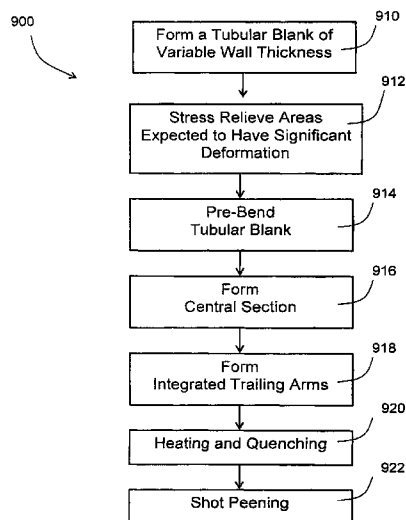 900
910
Form a Tubular Blank of
Variable Wall Thickness
912
Stress Relieve Areas
Expected to Have Significant
Deformation
914
Pre-Bend
Tubular Blank
916
Form
Central Section
918
Form
Integrated Trailing Arms
920
Heating and Quenching
922
Shot Peening